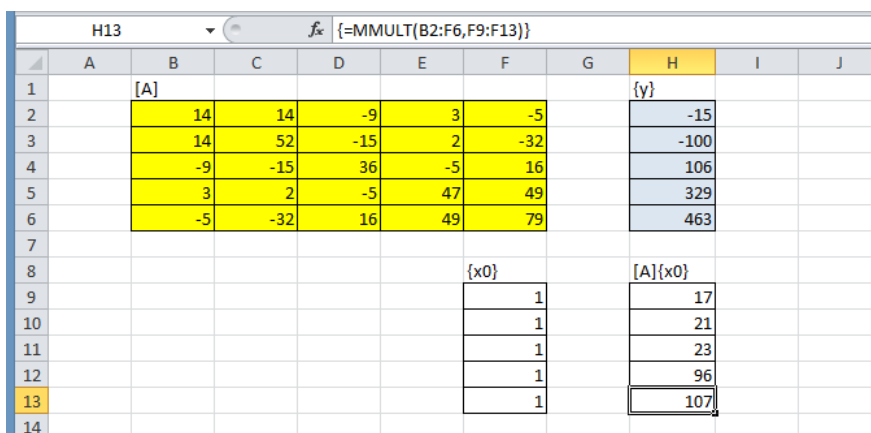 H13 fx {=MMULT(B2:F6,F9:F13)}
A B C D E F G H I J
1 [A] {y}
2 14 14 -9 3 -5 -15
3 14 52 -15 2 -32 -100
4 -9 -15 36 -5 16 106
5 3 2 -5 47 49 329
6 -5 -32 16 49 79 463
7
8 {x0} [A]{x0}
9 1 17
10 1 21
11 1 23
12 1 96
13 1 107
14